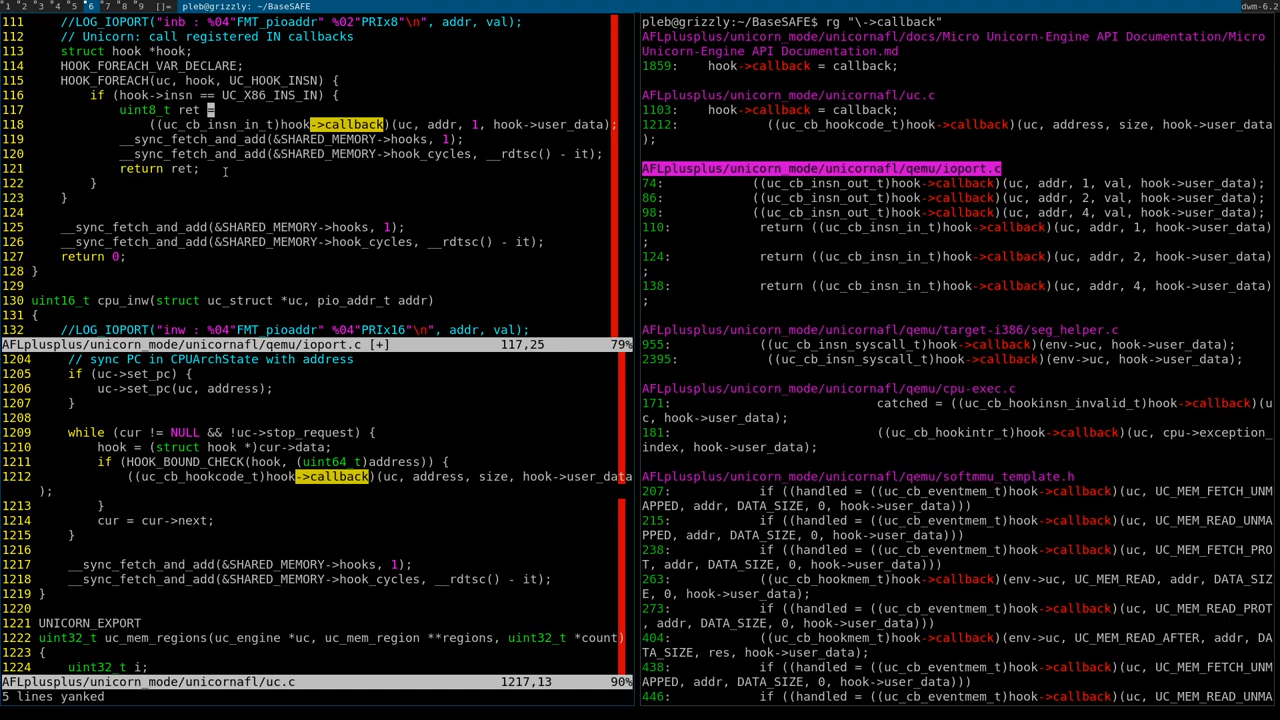 1 2 3 4 5 6 7 8 9 []= pleb@grizzly: ~/BaseSAFE dwm-6.2
111     //LOG_IOPORT("inb : %04"FMT_pioaddr" %02"PRIx8"\n", addr, val);
112     // Unicorn: call registered IN callbacks
113     struct hook *hook;
114     HOOK_FOREACH_VAR_DECLARE;
115     HOOK_FOREACH(uc, hook, UC_HOOK_INSN) {
116         if (hook->insn == UC_X86_INS_IN) {
117             uint8_t ret =
118                 ((uc_cb_insn_in_t)hook->callback)(uc, addr, 1, hook->user_data);
119             __sync_fetch_and_add(&SHARED_MEMORY->hooks, 1);
120             __sync_fetch_and_add(&SHARED_MEMORY->hook_cycles, __rdtsc() - it);
121             return ret;
122         }
123     }
124
125     __sync_fetch_and_add(&SHARED_MEMORY->hooks, 1);
126     __sync_fetch_and_add(&SHARED_MEMORY->hook_cycles, __rdtsc() - it);
127     return 0;
128 }
129
130 uint16_t cpu_inw(struct uc_struct *uc, pio_addr_t addr)
131 {
132     //LOG_IOPORT("inw : %04"FMT_pioaddr" %04"PRIx16"\n", addr, val);
AFLplusplus/unicorn_mode/unicornafl/qemu/ioport.c [+] 117,25 79%
1204     // sync PC in CPUArchState with address
1205     if (uc->set_pc) {
1206         uc->set_pc(uc, address);
1207     }
1208
1209     while (cur != NULL && !uc->stop_request) {
1210         hook = (struct hook *)cur->data;
1211         if (HOOK_BOUND_CHECK(hook, (uint64_t)address)) {
1212             ((uc_cb_hookcode_t)hook->callback)(uc, address, size, hook->user_data
);
1213         }
1214         cur = cur->next;
1215     }
1216
1217     __sync_fetch_and_add(&SHARED_MEMORY->hooks, 1);
1218     __sync_fetch_and_add(&SHARED_MEMORY->hook_cycles, __rdtsc() - it);
1219 }
1220
1221 UNICORN_EXPORT
1222 uint32_t uc_mem_regions(uc_engine *uc, uc_mem_region **regions, uint32_t *count)
1223 {
1224     uint32_t i;
AFLplusplus/unicorn_mode/unicornafl/uc.c 1217,13 90%
5 lines yanked
pleb@grizzly:~/BaseSAFE$ rg "\->callback"
AFLplusplus/unicorn_mode/unicornafl/docs/Micro Unicorn-Engine API Documentation/Micro
Unicorn-Engine API Documentation.md
1859:    hook->callback = callback;

AFLplusplus/unicorn_mode/unicornafl/uc.c
1103:    hook->callback = callback;
1212:            ((uc_cb_hookcode_t)hook->callback)(uc, address, size, hook->user_data
);

AFLplusplus/unicorn_mode/unicornafl/qemu/ioport.c
74:            ((uc_cb_insn_out_t)hook->callback)(uc, addr, 1, val, hook->user_data);
86:            ((uc_cb_insn_out_t)hook->callback)(uc, addr, 2, val, hook->user_data);
98:            ((uc_cb_insn_out_t)hook->callback)(uc, addr, 4, val, hook->user_data);
110:            return ((uc_cb_insn_in_t)hook->callback)(uc, addr, 1, hook->user_data)
;
124:            return ((uc_cb_insn_in_t)hook->callback)(uc, addr, 2, hook->user_data)
;
138:            return ((uc_cb_insn_in_t)hook->callback)(uc, addr, 4, hook->user_data)
;

AFLplusplus/unicorn_mode/unicornafl/qemu/target-i386/seg_helper.c
955:            ((uc_cb_insn_syscall_t)hook->callback)(env->uc, hook->user_data);
2395:            ((uc_cb_insn_syscall_t)hook->callback)(env->uc, hook->user_data);

AFLplusplus/unicorn_mode/unicornafl/qemu/cpu-exec.c
171:                            catched = ((uc_cb_hookinsn_invalid_t)hook->callback)(u
c, hook->user_data);
181:                            ((uc_cb_hookintr_t)hook->callback)(uc, cpu->exception_
index, hook->user_data);

AFLplusplus/unicorn_mode/unicornafl/qemu/softmmu_template.h
207:            if ((handled = ((uc_cb_eventmem_t)hook->callback)(uc, UC_MEM_FETCH_UNM
APPED, addr, DATA_SIZE, 0, hook->user_data)))
215:            if ((handled = ((uc_cb_eventmem_t)hook->callback)(uc, UC_MEM_READ_UNMA
PPED, addr, DATA_SIZE, 0, hook->user_data)))
238:            if ((handled = ((uc_cb_eventmem_t)hook->callback)(uc, UC_MEM_FETCH_PRO
T, addr, DATA_SIZE, 0, hook->user_data)))
263:            ((uc_cb_hookmem_t)hook->callback)(env->uc, UC_MEM_READ, addr, DATA_SIZ
E, 0, hook->user_data);
273:            if ((handled = ((uc_cb_eventmem_t)hook->callback)(uc, UC_MEM_READ_PROT
, addr, DATA_SIZE, 0, hook->user_data)))
404:            ((uc_cb_hookmem_t)hook->callback)(env->uc, UC_MEM_READ_AFTER, addr, DA
TA_SIZE, res, hook->user_data);
438:            if ((handled = ((uc_cb_eventmem_t)hook->callback)(uc, UC_MEM_FETCH_UNM
APPED, addr, DATA_SIZE, 0, hook->user_data)))
446:            if ((handled = ((uc_cb_eventmem_t)hook->callback)(uc, UC_MEM_READ_UNMA